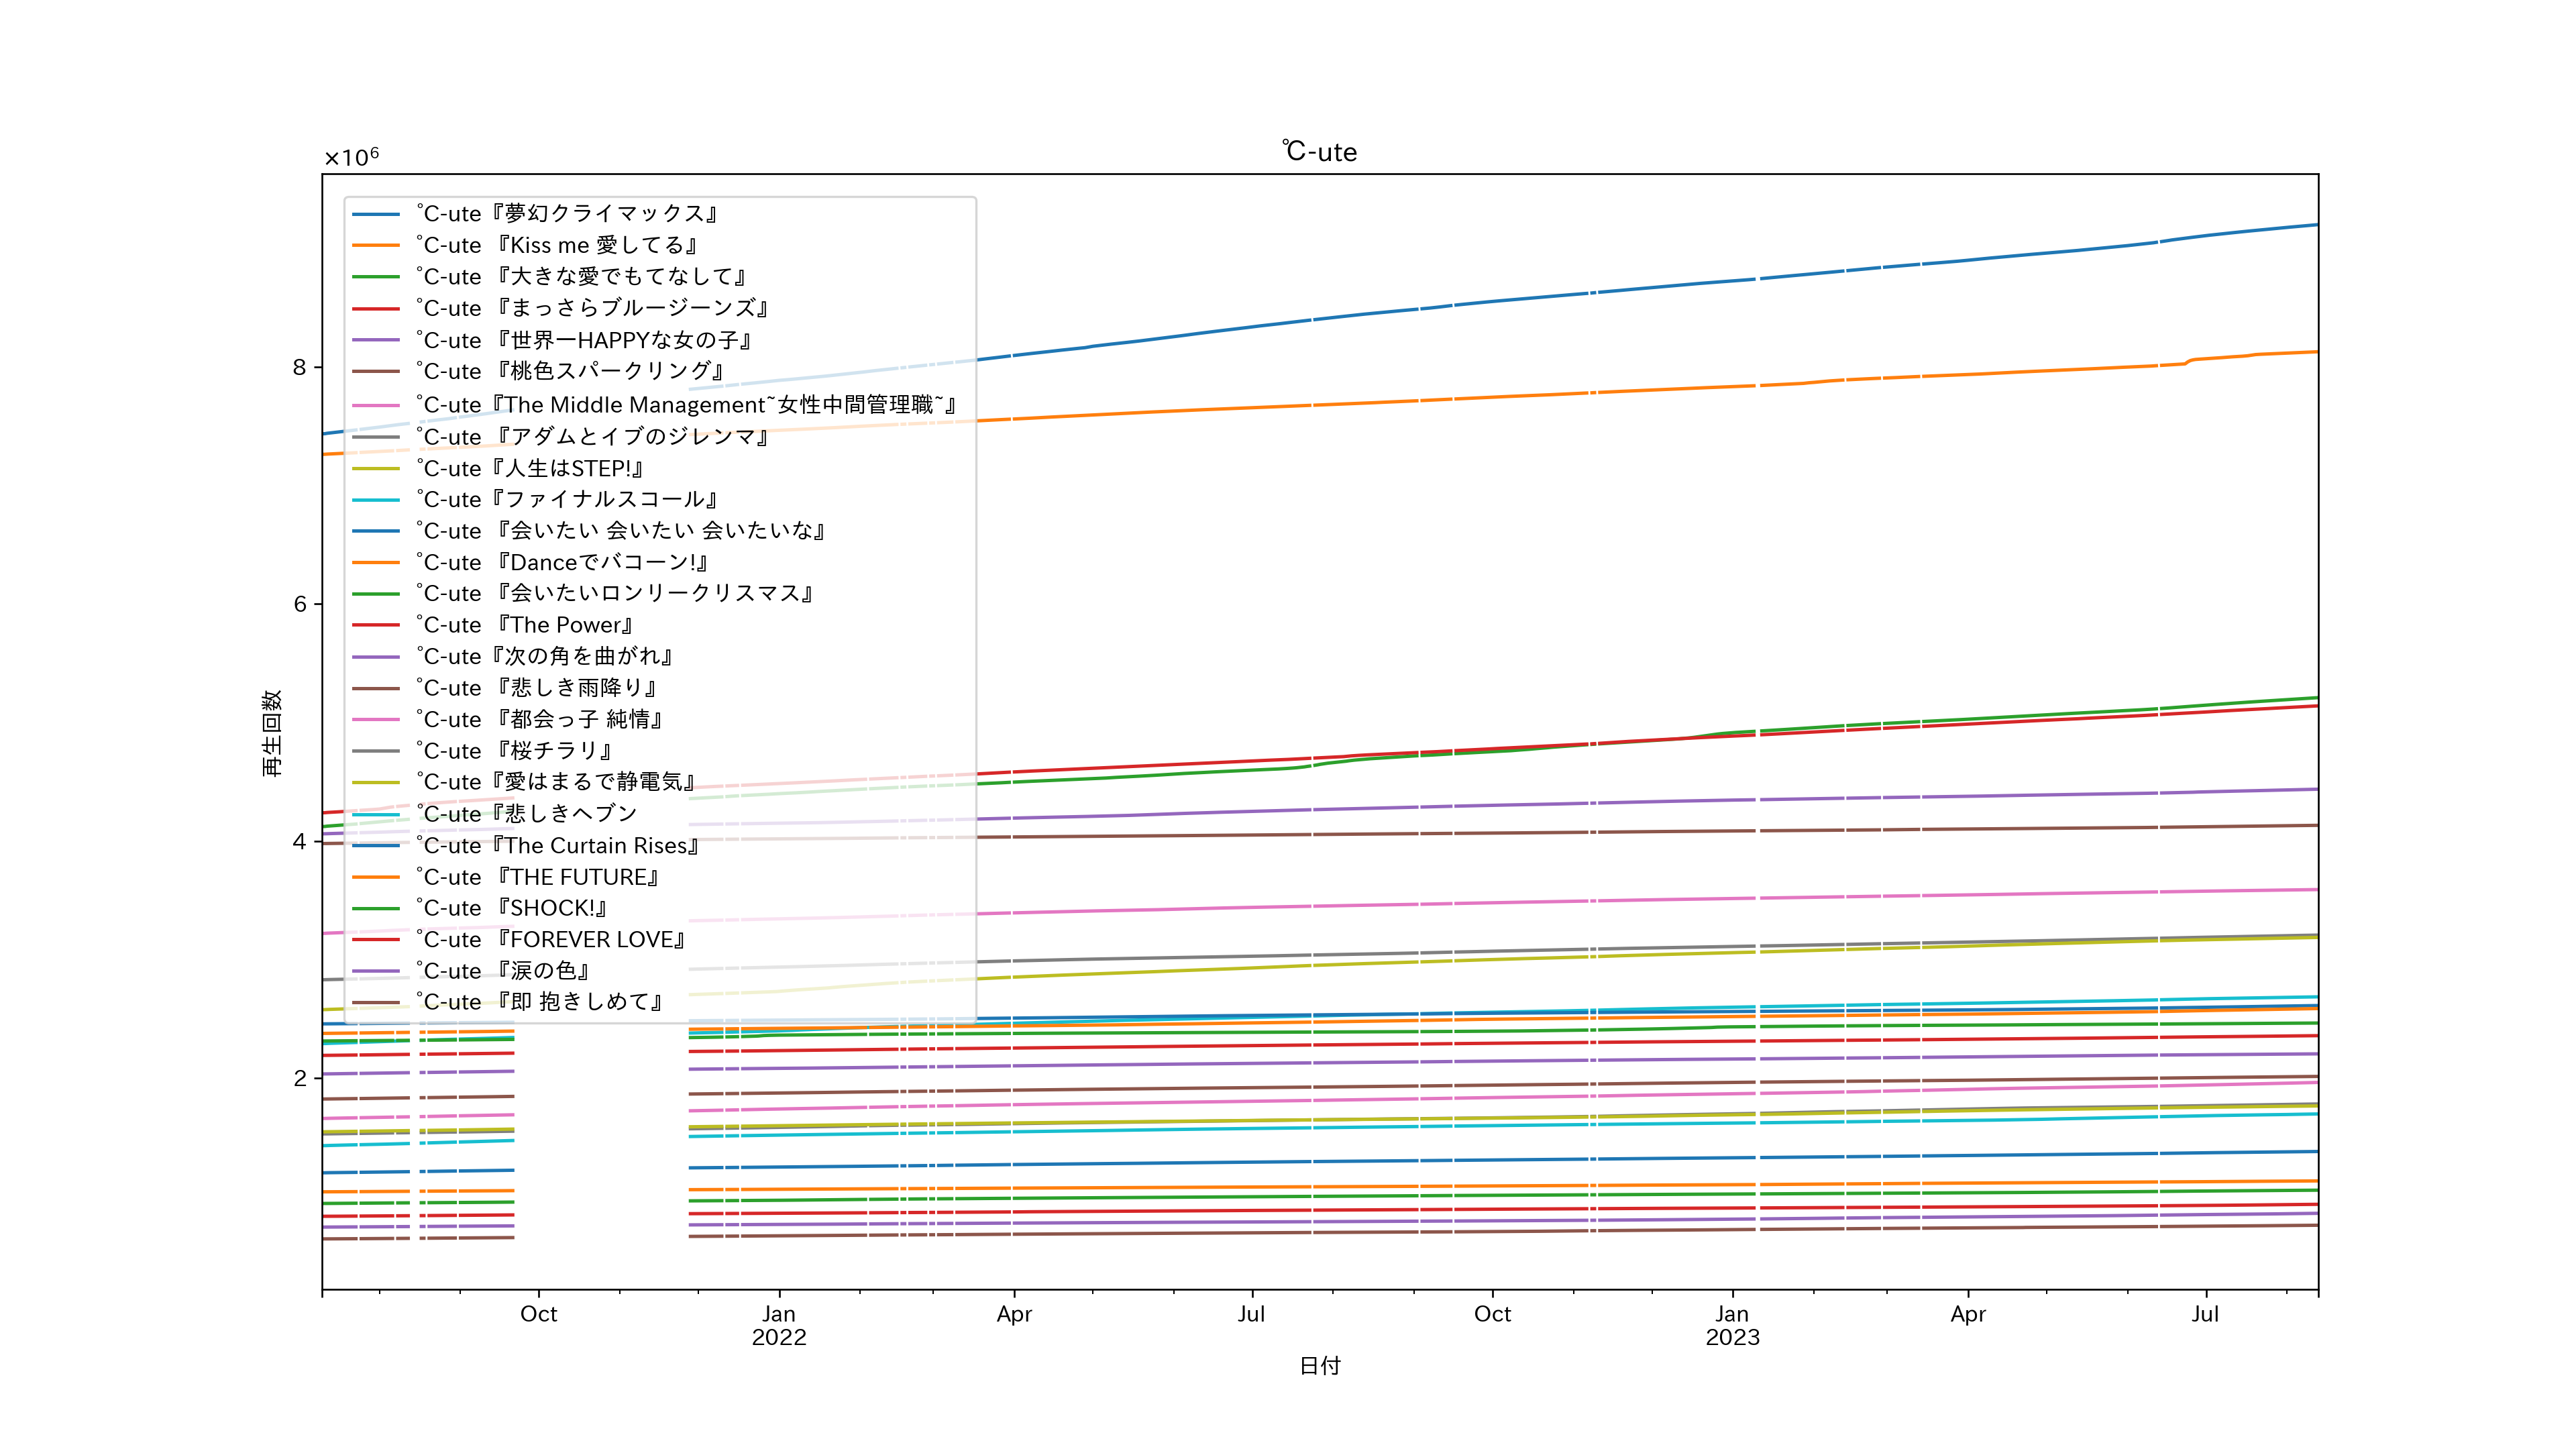 ℃-ute
×10⁶
8
6
4
2
再生回数
°C-ute『夢幻クライマックス』
°C-ute 『Kiss me 愛してる』
°C-ute 『大きな愛でもてなして』
°C-ute 『まっさらブルージーンズ』
°C-ute 『世界一HAPPYな女の子』
°C-ute 『桃色スパークリング』
°C-ute『The Middle Management~女性中間管理職~』
°C-ute 『アダムとイブのジレンマ』
°C-ute『人生はSTEP!』
°C-ute『ファイナルスコール』
°C-ute 『会いたい 会いたい 会いたいな』
°C-ute 『Danceでバコーン!』
°C-ute 『会いたいロンリークリスマス』
°C-ute 『The Power』
°C-ute『次の角を曲がれ』
°C-ute 『悲しき雨降り』
°C-ute 『都会っ子 純情』
°C-ute 『桜チラリ』
°C-ute『愛はまるで静電気』
°C-ute『悲しきヘブン
°C-ute『The Curtain Rises』
°C-ute 『THE FUTURE』
°C-ute 『SHOCK!』
°C-ute 『FOREVER LOVE』
°C-ute 『涙の色』
°C-ute 『即 抱きしめて』
Oct Jan Apr Jul Oct Jan Apr Jul
2022 2023
日付